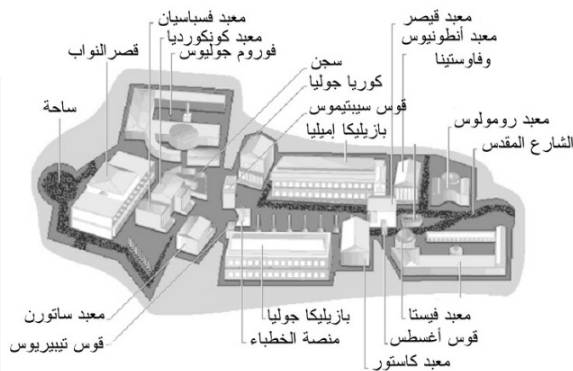 معبد فسباسيان
معبد كونكورديا
فوروم جوليوس
قصر النواب
ساحة
سجن
كوريا جوليا
قوس سيبتيموس
بازيليكا إميليا
معبد قيصر
معبد أنطونيوس
وفاوستينا
معبد رومولوس
الشارع المقدس
معبد ساتورن
قوس تيبيريوس
بازيليكا جوليا
منصة الخطباء
معبد فيستا
قوس أغسطس
معبد كاستور